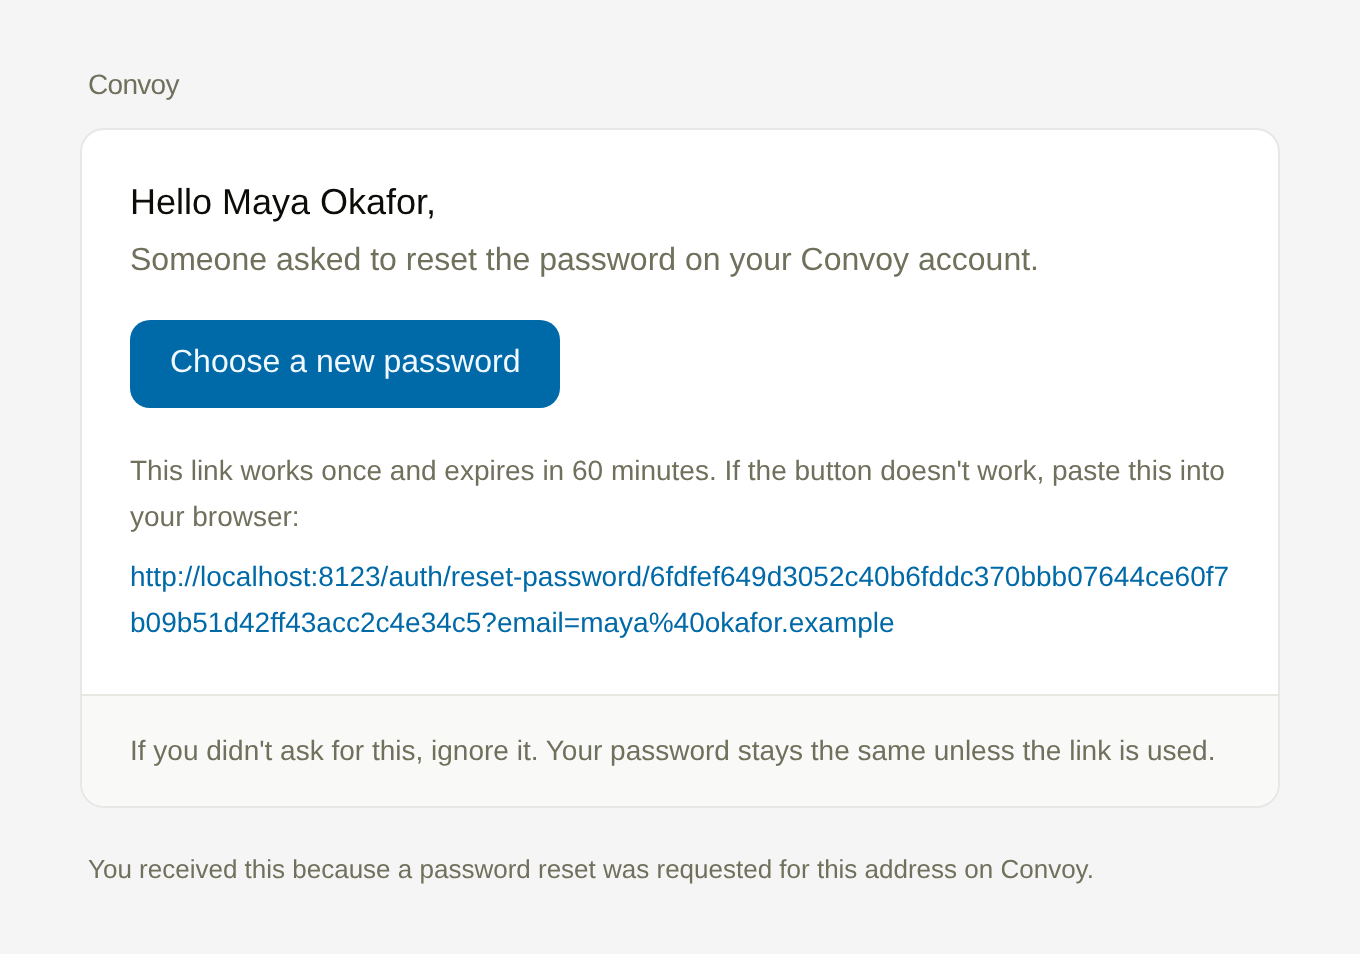 Convoy
Hello Maya Okafor,
Someone asked to reset the password on your Convoy account.
Choose a new password
This link works once and expires in 60 minutes. If the button doesn't work, paste this into
your browser:
http://localhost:8123/auth/reset-password/6fdfef649d3052c40b6fddc370bbb07644ce60f7
b09b51d42ff43acc2c4e34c5?email=maya%40okafor.example
If you didn't ask for this, ignore it. Your password stays the same unless the link is used.
You received this because a password reset was requested for this address on Convoy.